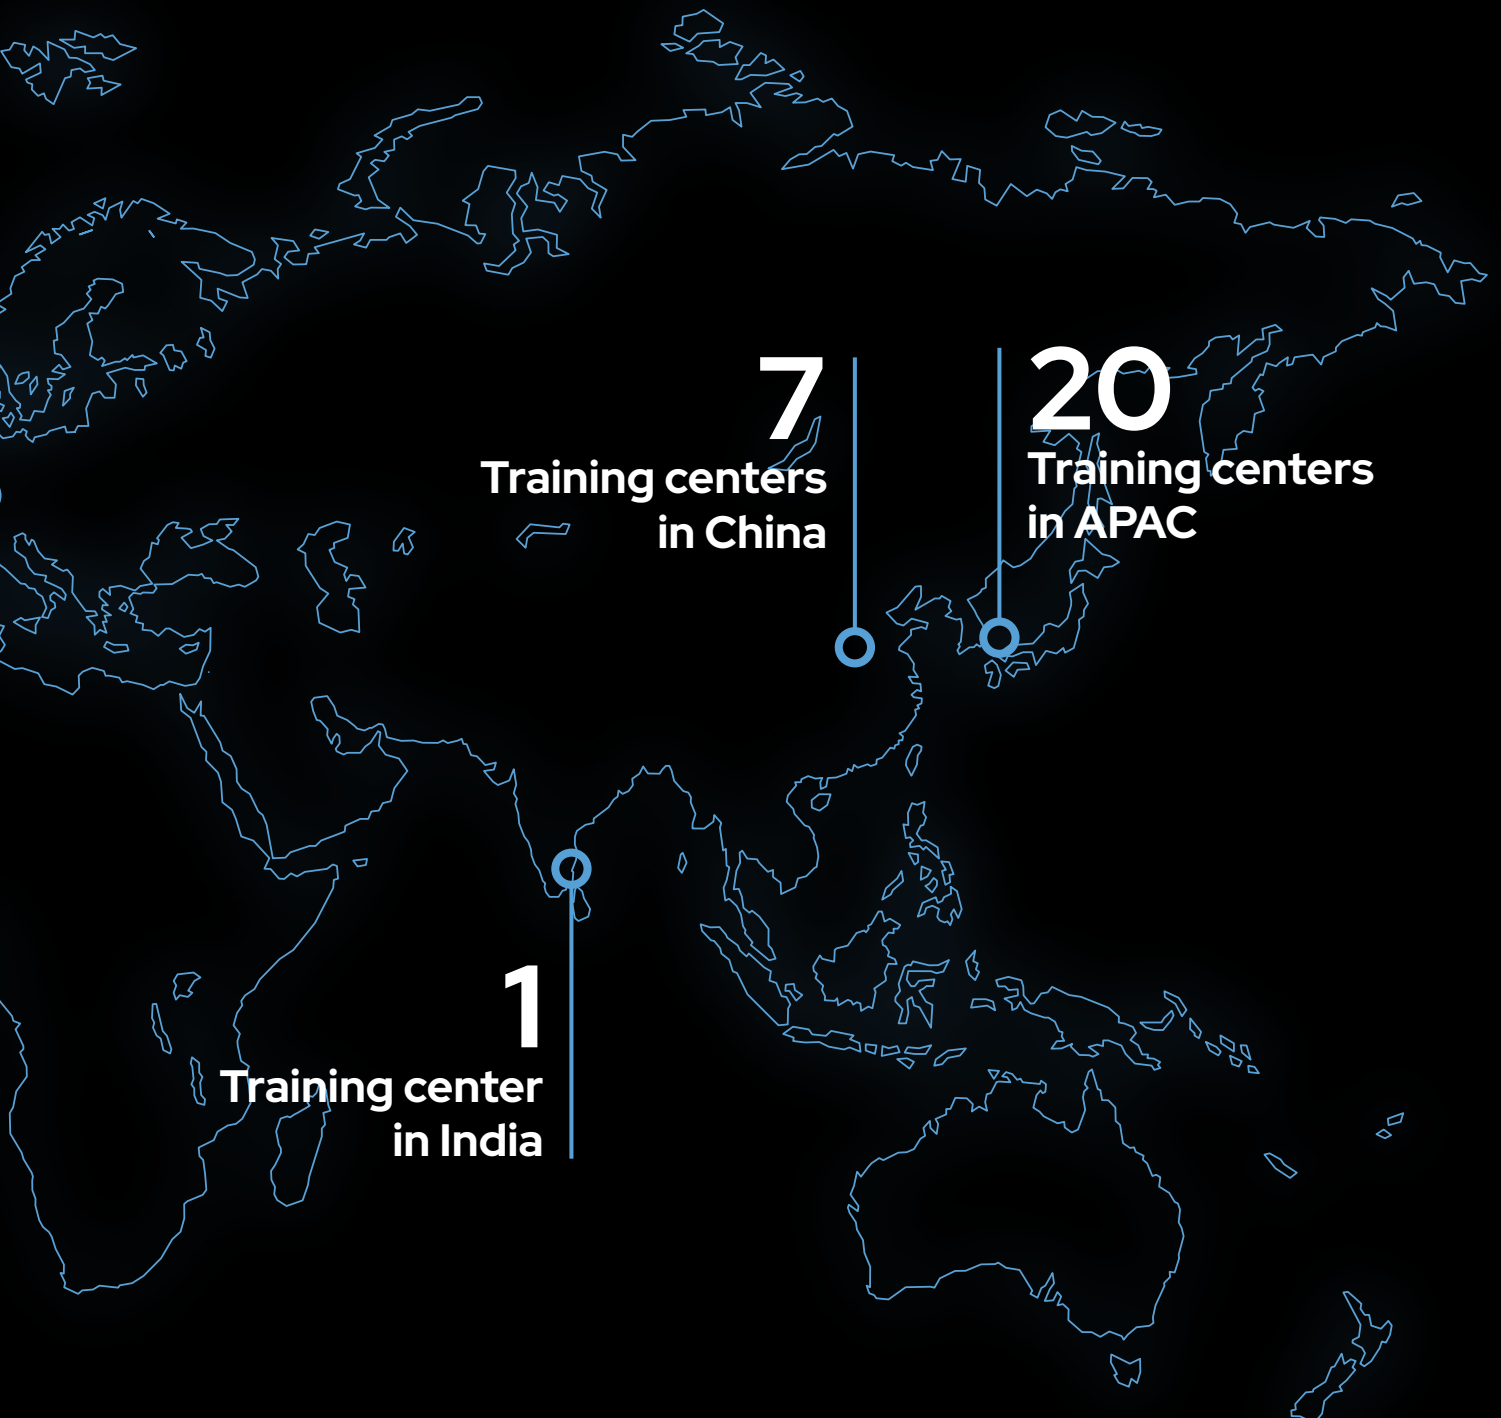 7
Training centers
in China
20
Training centers
in APAC
1
Training center
in India